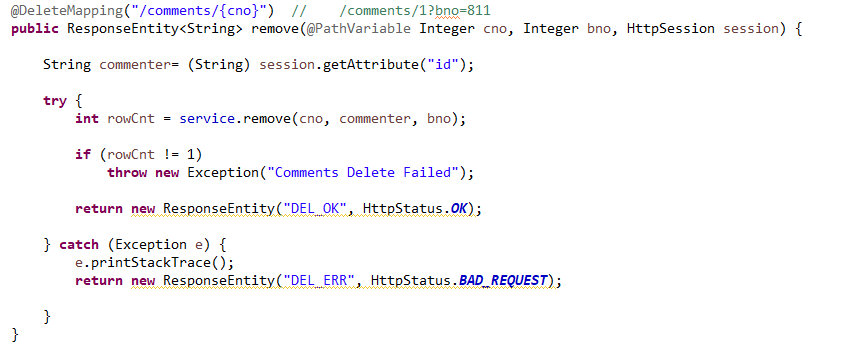 @DeleteMapping("/comments/{cno}")  //    /comments/1?bno=811
public ResponseEntity<String> remove(@PathVariable Integer cno, Integer bno, HttpSession session) {
    String commenter= (String) session.getAttribute("id");
    try {
        int rowCnt = service.remove(cno, commenter, bno);
        if (rowCnt != 1)
            throw new Exception("Comments Delete Failed");
        return new ResponseEntity("DEL_OK", HttpStatus.OK);
    } catch (Exception e) {
        e.printStackTrace();
        return new ResponseEntity("DEL_ERR", HttpStatus.BAD_REQUEST);
    }
}